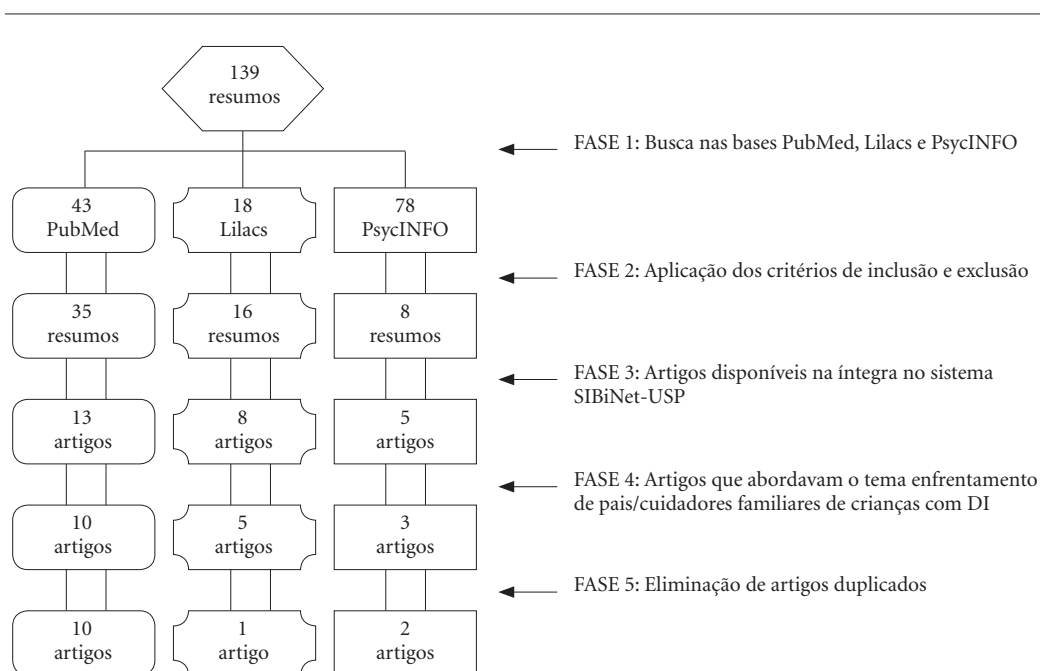 139
resumos
FASE 1: Busca nas bases PubMed, Lilacs e PsycINFO
43
PubMed
18
Lilacs
78
PsycINFO
FASE 2: Aplicação dos critérios de inclusão e exclusão
35
resumos
16
resumos
8
resumos
FASE 3: Artigos disponíveis na íntegra no sistema
SIBiNet-USP
13
artigos
8
artigos
5
artigos
FASE 4: Artigos que abordavam o tema enfrentamento
de pais/cuidadores familiares de crianças com DI
10
artigos
5
artigos
3
artigos
FASE 5: Eliminação de artigos duplicados
10
artigos
1
artigo
2
artigos